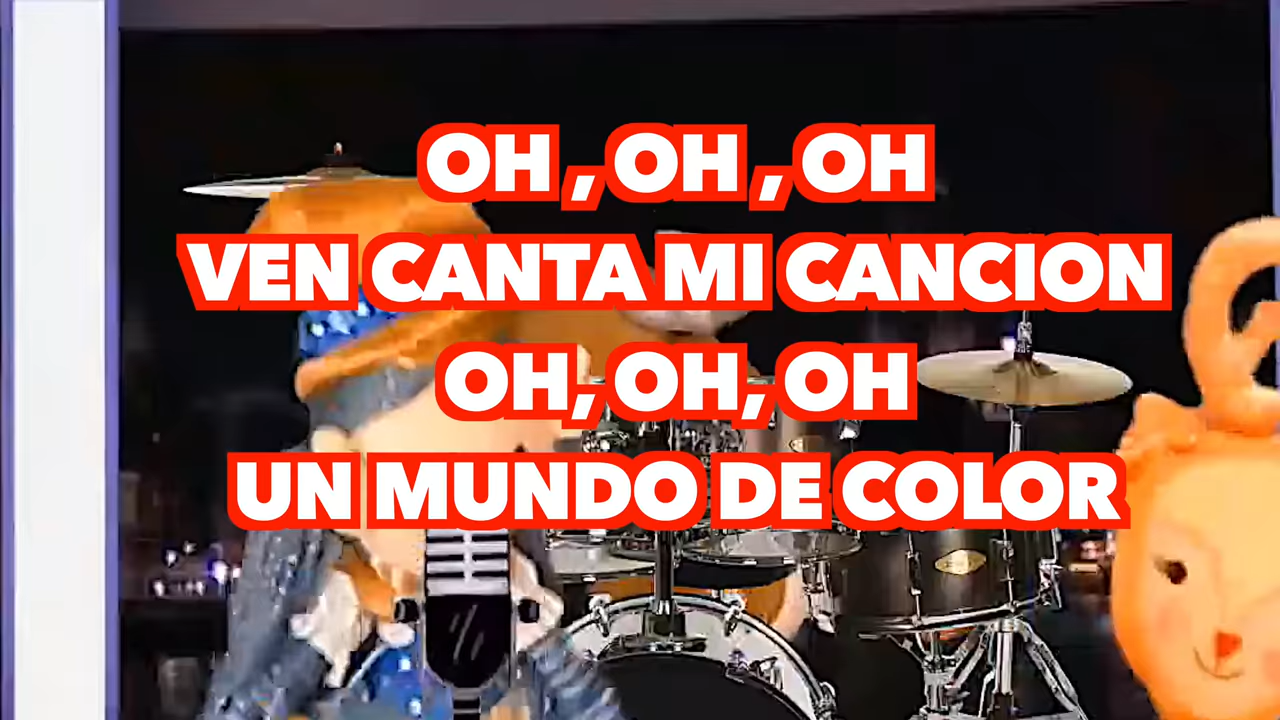 OH , OH , OH
VEN CANTA MI CANCION
OH, OH, OH
UN MUNDO DE COLOR